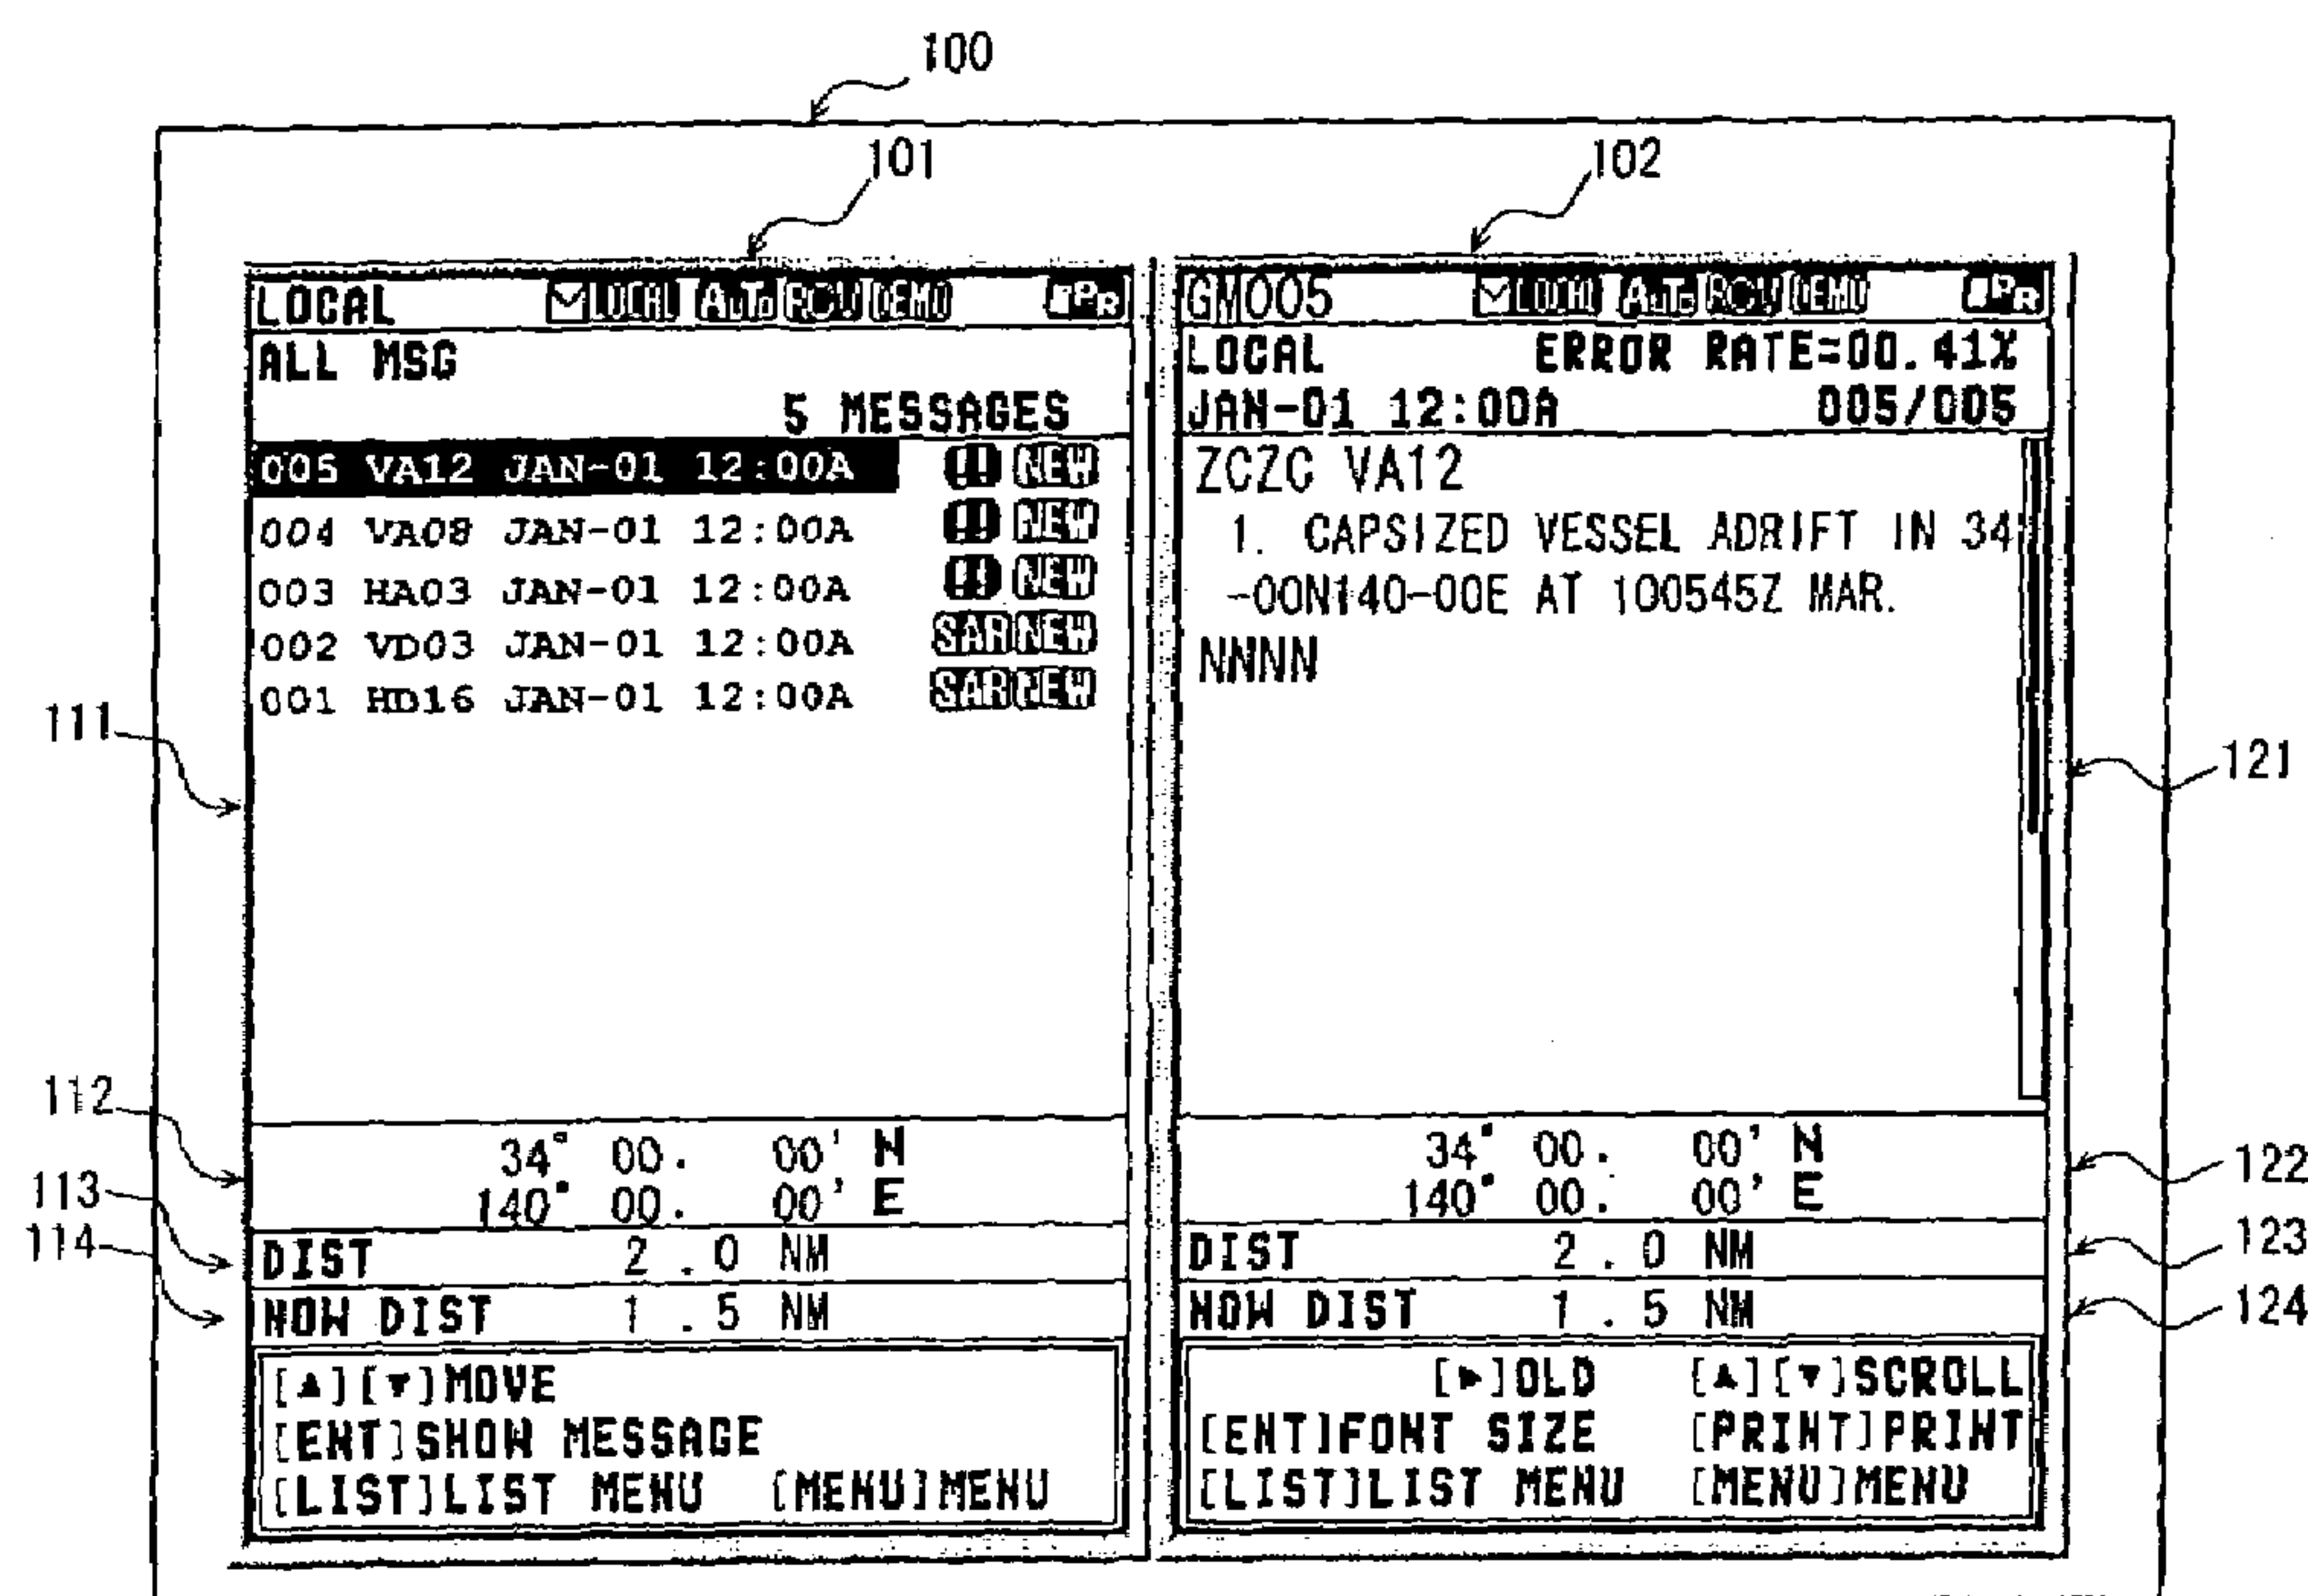 100
101
102
LOCAL LOCAL AUTO RCV DEMO PR
ALL MSG
5 MESSAGES
005 VA12 JAN-01 12:00A !! NEW
004 VA08 JAN-01 12:00A !! NEW
003 HA03 JAN-01 12:00A !! NEW
002 VD03 JAN-01 12:00A SAR NEW
001 HD16 JAN-01 12:00A SAR NEW
111
112
34° 00. 00' N
140° 00. 00' E
113
DIST 2.0 NM
114
NOW DIST 1.5 NM
[▲][▼]MOVE
[ENT]SHOW MESSAGE
[LIST]LIST MENU [MENU]MENU
005 LOCAL AUTO RCV DEMO PR
LOCAL ERROR RATE=00.41%
JAN-01 12:00A 005/005
ZCZC VA12
1. CAPSIZED VESSEL ADRIFT IN 34
-00N140-00E AT 100545Z MAR.
NNNN
121
34° 00. 00' N
140° 00. 00' E
122
DIST 2.0 NM
123
NOW DIST 1.5 NM
124
[▶]OLD [▲][▼]SCROLL
[ENT]FONT SIZE [PRINT]PRINT
[LIST]LIST MENU [MENU]MENU